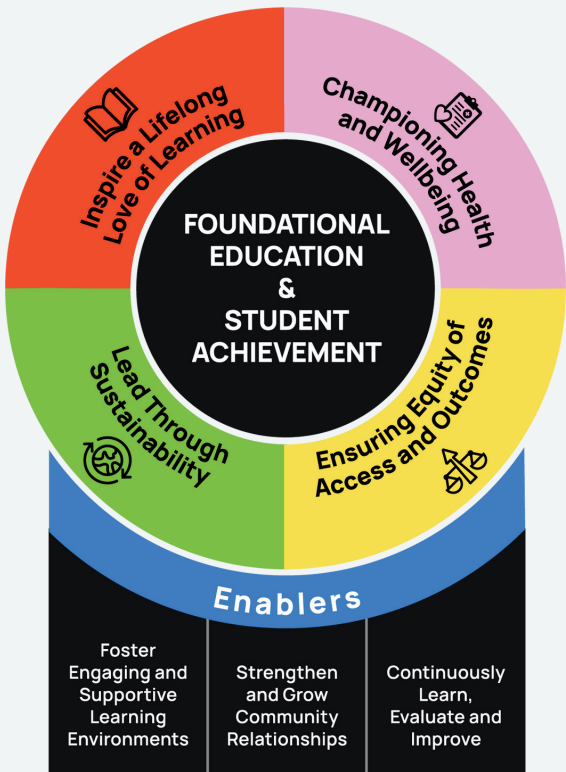 Inspire a Lifelong
Love of Learning
Championing Health
and Wellbeing
FOUNDATIONAL
EDUCATION
&
STUDENT
ACHIEVEMENT
Lead Through
Sustainability
Ensuring Equity of
Access and Outcomes
Enablers
Foster
Engaging and
Supportive
Learning
Environments
Strengthen
and Grow
Community
Relationships
Continuously
Learn,
Evaluate and
Improve